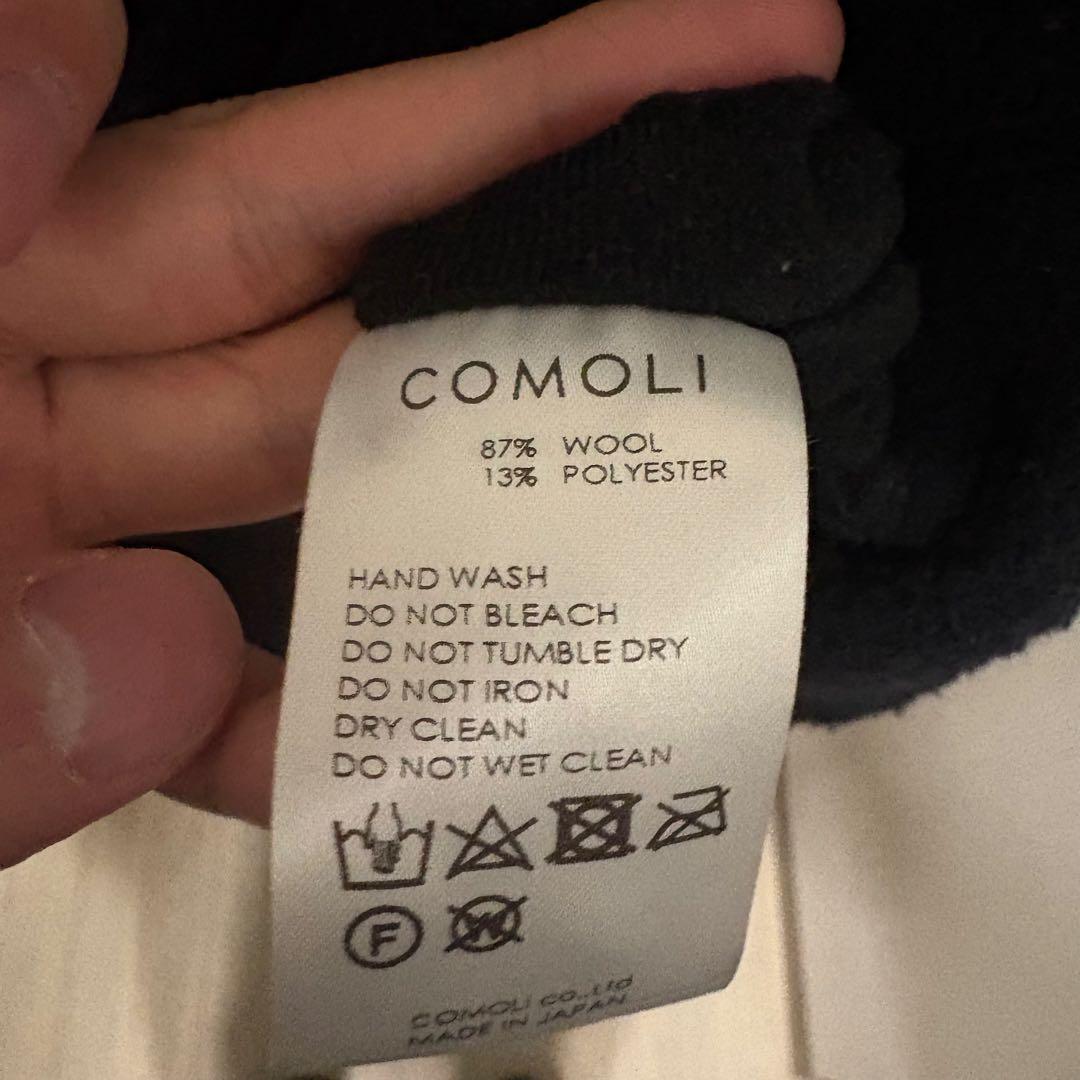 COMOLI
87% WOOL
13% POLYESTER
HAND WASH
DO NOT BLEACH
DO NOT TUMBLE DRY
DO NOT IRON
DRY CLEAN
DO NOT WET CLEAN
F W
COMOLI CO.,Ltd
MADE IN JAPAN